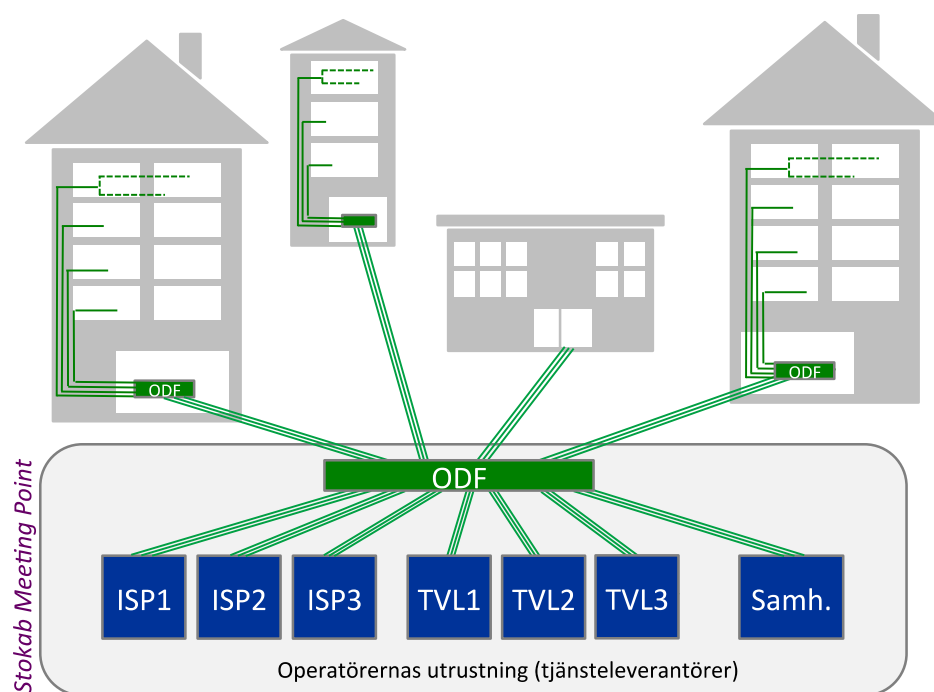 ODF
ODF
ODF
Stokab Meeting Point
ISP1
ISP2
ISP3
TVL1
TVL2
TVL3
Samh.
Operatörernas utrustning (tjänsteleverantörer)